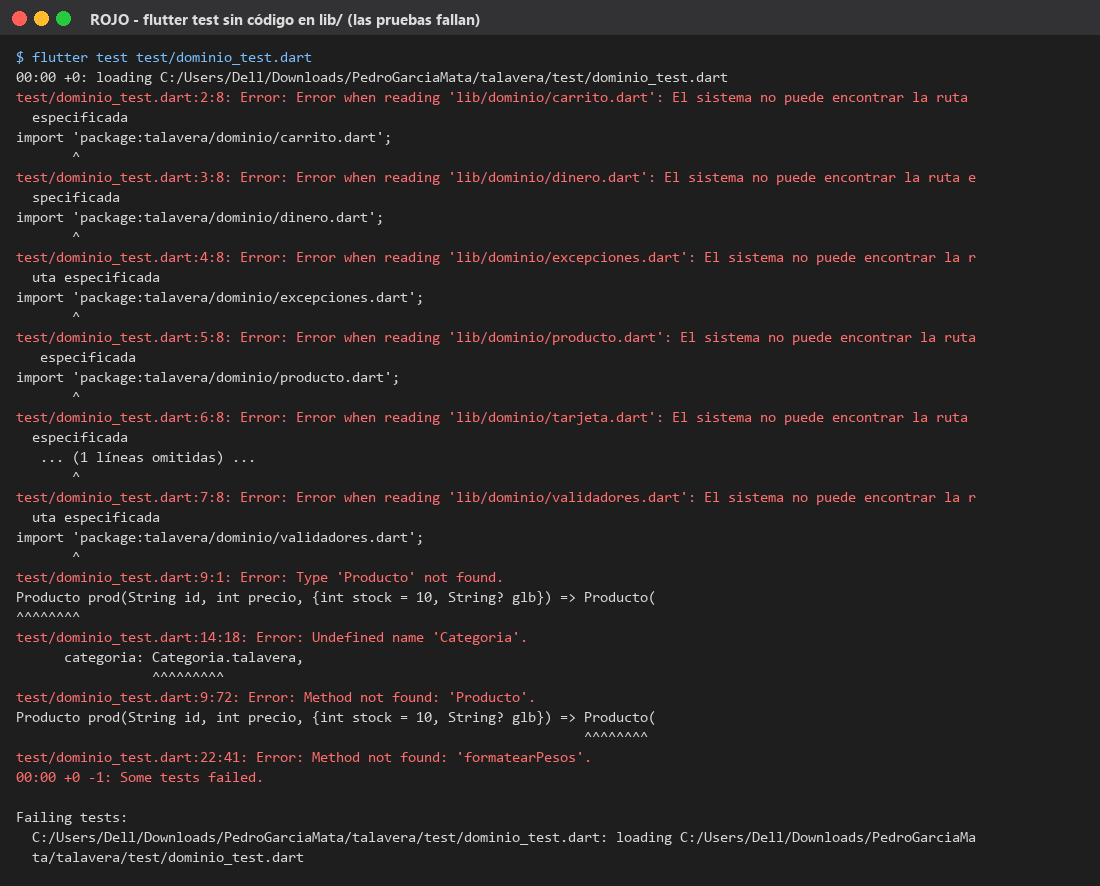 ROJO - flutter test sin código en lib/ (las pruebas fallan)
$ flutter test test/dominio_test.dart
00:00 +0: loading C:/Users/Dell/Downloads/PedroGarciaMata/talavera/test/dominio_test.dart
test/dominio_test.dart:2:8: Error: Error when reading 'lib/dominio/carrito.dart': El sistema no puede encontrar la ruta
  especificada
import 'package:talavera/dominio/carrito.dart';
       ^
test/dominio_test.dart:3:8: Error: Error when reading 'lib/dominio/dinero.dart': El sistema no puede encontrar la ruta e
  specificada
import 'package:talavera/dominio/dinero.dart';
       ^
test/dominio_test.dart:4:8: Error: Error when reading 'lib/dominio/excepciones.dart': El sistema no puede encontrar la r
  uta especificada
import 'package:talavera/dominio/excepciones.dart';
       ^
test/dominio_test.dart:5:8: Error: Error when reading 'lib/dominio/producto.dart': El sistema no puede encontrar la ruta
   especificada
import 'package:talavera/dominio/producto.dart';
       ^
test/dominio_test.dart:6:8: Error: Error when reading 'lib/dominio/tarjeta.dart': El sistema no puede encontrar la ruta
  especificada
   ... (1 líneas omitidas) ...
       ^
test/dominio_test.dart:7:8: Error: Error when reading 'lib/dominio/validadores.dart': El sistema no puede encontrar la r
  uta especificada
import 'package:talavera/dominio/validadores.dart';
       ^
test/dominio_test.dart:9:1: Error: Type 'Producto' not found.
Producto prod(String id, int precio, {int stock = 10, String? glb}) => Producto(
^^^^^^^^
test/dominio_test.dart:14:18: Error: Undefined name 'Categoria'.
      categoria: Categoria.talavera,
                 ^^^^^^^^^
test/dominio_test.dart:9:72: Error: Method not found: 'Producto'.
Producto prod(String id, int precio, {int stock = 10, String? glb}) => Producto(
                                                                       ^^^^^^^^
test/dominio_test.dart:22:41: Error: Method not found: 'formatearPesos'.
00:00 +0 -1: Some tests failed.

Failing tests:
  C:/Users/Dell/Downloads/PedroGarciaMata/talavera/test/dominio_test.dart: loading C:/Users/Dell/Downloads/PedroGarciaMa
  ta/talavera/test/dominio_test.dart